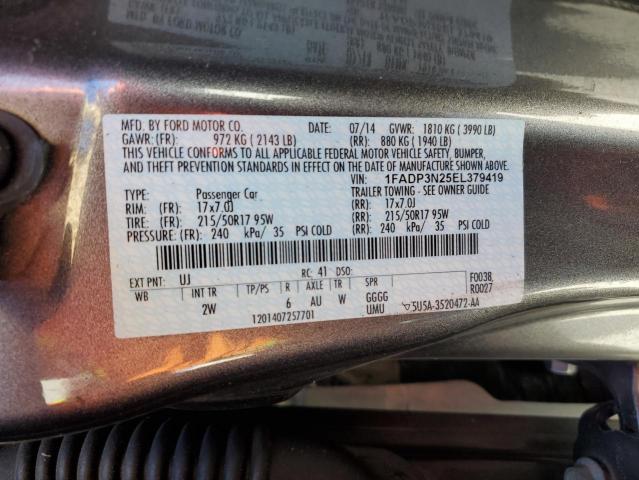 MFD. BY FORD MOTOR CO. DATE: 07/14 GVWR: 1810 KG ( 3990 LB)
GAWR: (FR): 972 KG ( 2143 LB) (RR): 880 KG ( 1940 LB)
THIS VEHICLE CONFORMS TO ALL APPLICABLE FEDERAL MOTOR VEHICLE SAFETY, BUMPER,
AND THEFT PREVENTION STANDARDS IN EFFECT ON THE DATE OF MANUFACTURE SHOWN ABOVE.
VIN: 1FADP3N25EL379419
TYPE: Passenger Car TRAILER TOWING - SEE OWNER GUIDE
RIM: (FR): 17x7.0J (RR): 17x7.0J
TIRE: (FR): 215/50R17 95W (RR): 215/50R17 95W
PRESSURE: (FR): 240 kPa/ 35 PSI COLD (RR): 240 kPa/ 35 PSI COLD
EXT PNT: UJ RC: 41 DSO: F0038
WB INT TR TP/PS R AXLE TR SPR R0027
2W 6 AU W GGGG
UMU 5U5A-3520472-AA
1201407257701